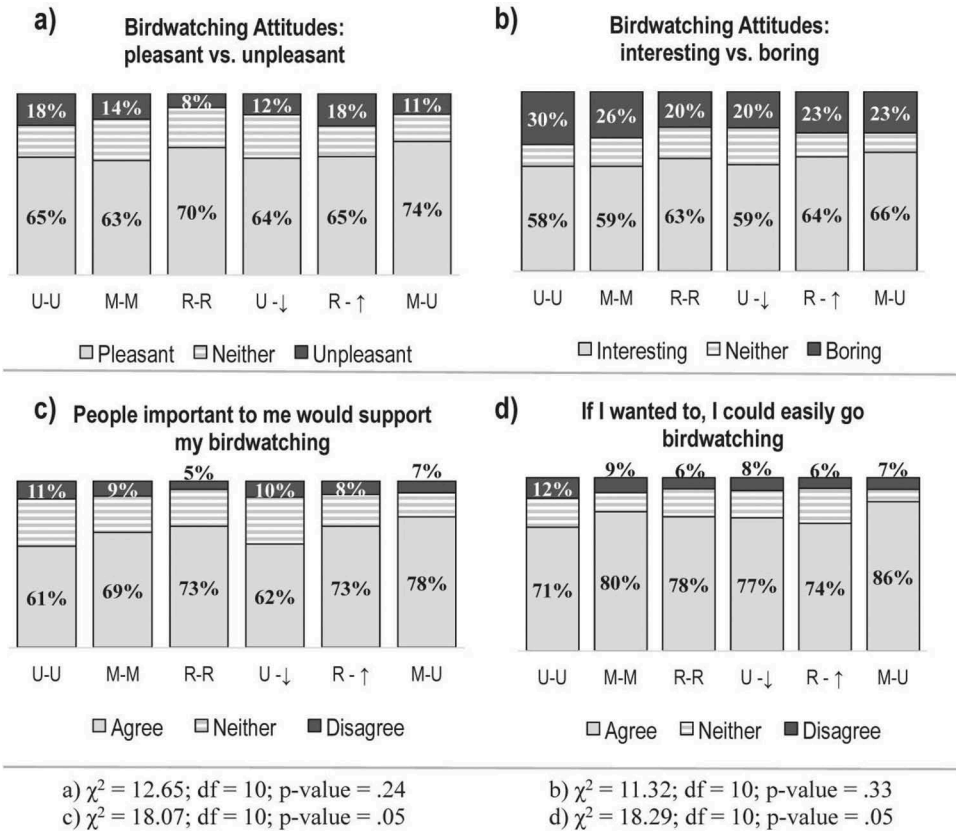 a)
Birdwatching Attitudes:
pleasant vs. unpleasant
18% 14% 8% 12% 18% 11%
65% 63% 70% 64% 65% 74%
U-U M-M R-R U -↓ R - ↑ M-U
Pleasant Neither Unpleasant
b)
Birdwatching Attitudes:
interesting vs. boring
30% 26% 20% 20% 23% 23%
58% 59% 63% 59% 64% 66%
U-U M-M R-R U -↓ R - ↑ M-U
Interesting Neither Boring
c)
People important to me would support
my birdwatching
11% 9% 5% 10% 8% 7%
61% 69% 73% 62% 73% 78%
U-U M-M R-R U -↓ R - ↑ M-U
Agree Neither Disagree
d)
If I wanted to, I could easily go
birdwatching
12% 9% 6% 8% 6% 7%
71% 80% 78% 77% 74% 86%
U-U M-M R-R U -↓ R - ↑ M-U
Agree Neither Disagree
a) χ² = 12.65; df = 10; p-value = .24
b) χ² = 11.32; df = 10; p-value = .33
c) χ² = 18.07; df = 10; p-value = .05
d) χ² = 18.29; df = 10; p-value = .05